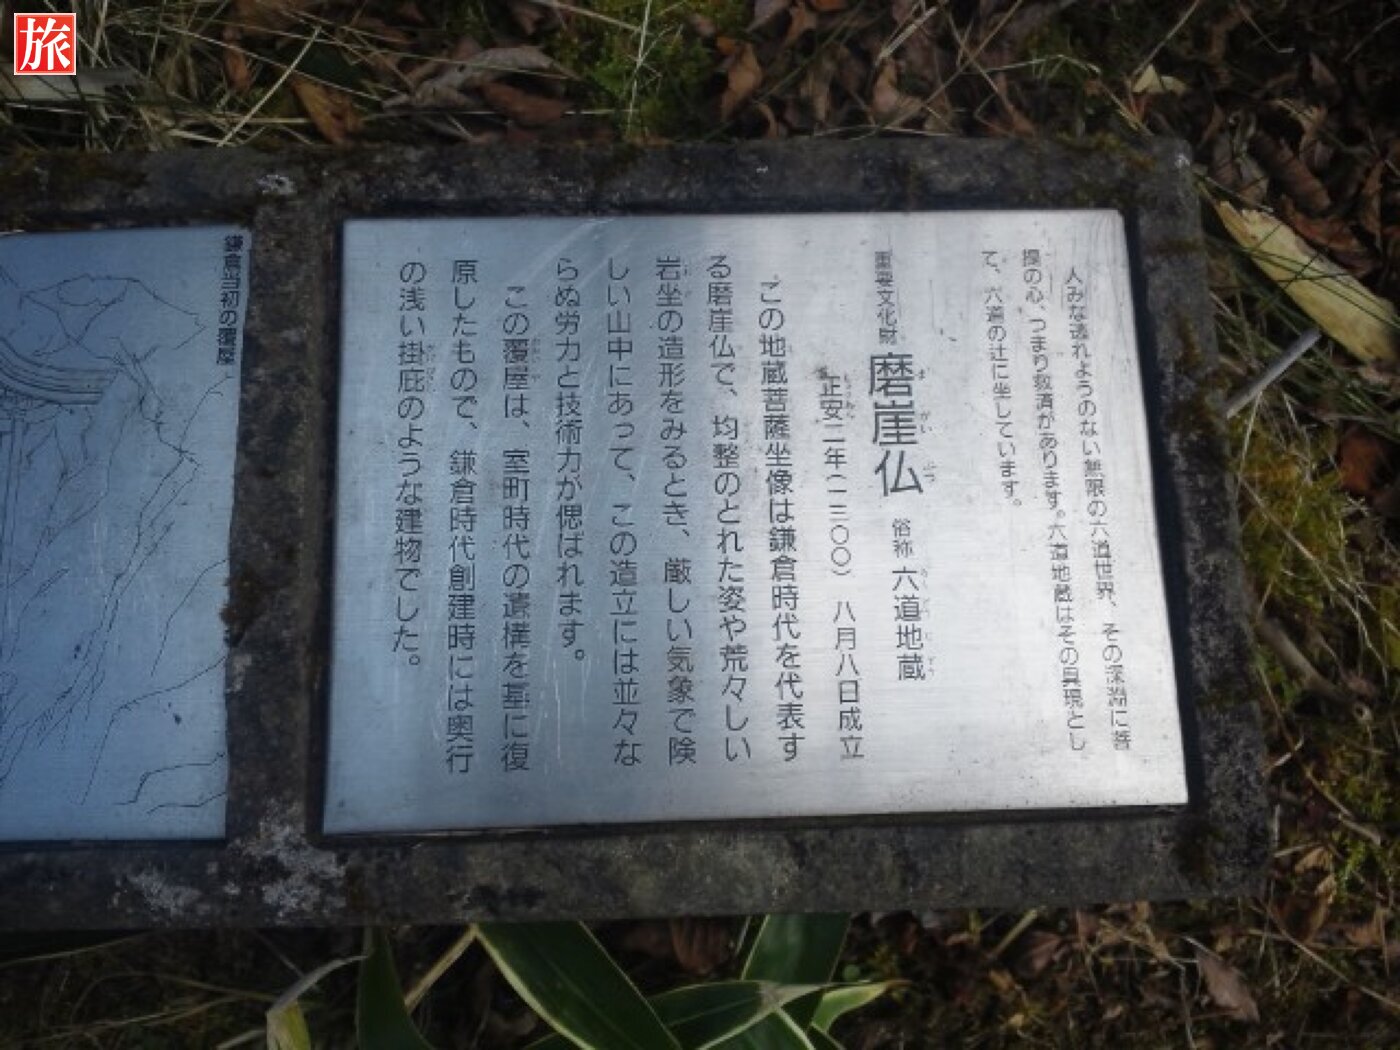 旅
人みな逃れようのない無限の六道世界、その深淵に菩
提の心、つまり救済があります。六道地蔵はその具現とし
て、六道の辻に坐しています。
重要文化財 磨崖仏 俗称 六道地蔵
正安二年(一三〇〇) 八月八日成立
この地蔵菩薩坐像は鎌倉時代を代表す
る磨崖仏で、均整のとれた姿や荒々しい
岩坐の造形をみるとき、厳しい気象で険
しい山中にあって、この造立には並々な
らぬ労力と技術力が偲ばれます。
この覆屋は、室町時代の遺構を基に復
原したもので、鎌倉時代創建時には奥行
の浅い掛庇のような建物でした。
鎌倉当初の覆屋